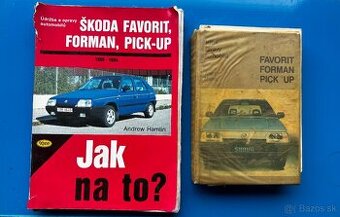 Údržba a opravy
automobilů
ŠKODA FAVORIT,
FORMAN, PICK-UP
Andrew Hamlin
Jak
na to?
FAVORIT
FORMAN
PICK UP
Bazos.sk